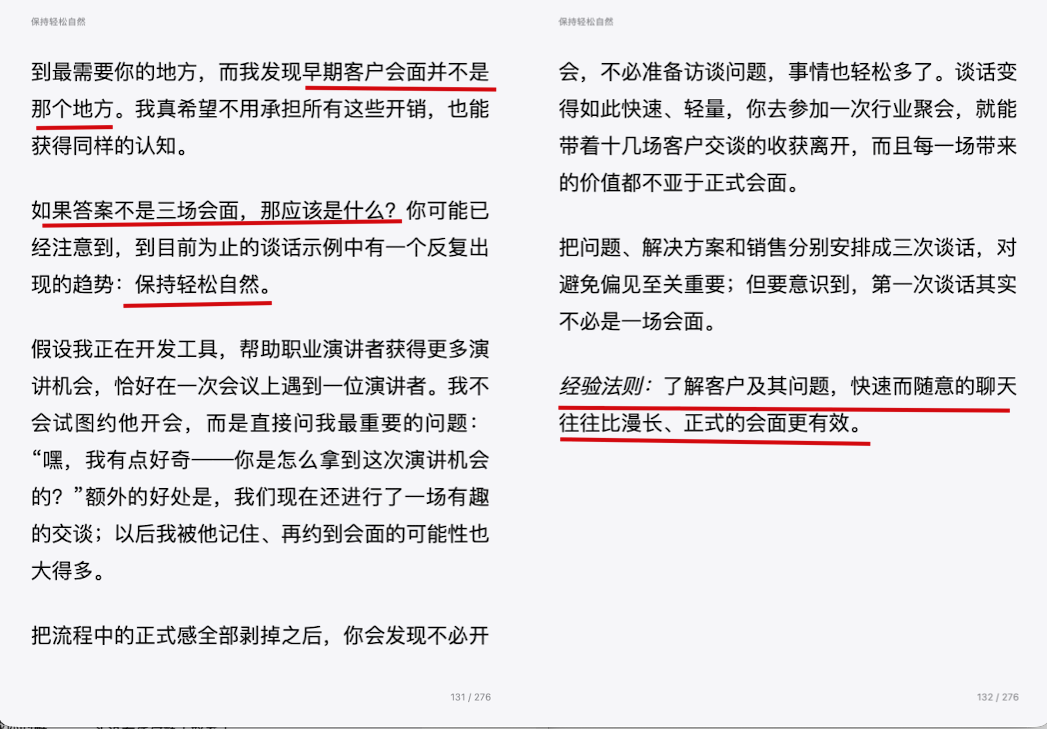 保持轻松自然
到最需要你的地方，而我发现早期客户会面并不是
那个地方。我真希望不用承担所有这些开销，也能
获得同样的认知。
如果答案不是三场会面，那应该是什么？你可能已
经注意到，到目前为止的谈话示例中有一个反复出
现的趋势：保持轻松自然。
假设我正在开发工具，帮助职业演讲者获得更多演
讲机会，恰好在一次会议上遇到一位演讲者。我不
会试图约他开会，而是直接问我最重要的问题：
“嘿，我有点好奇——你是怎么拿到这次演讲机会
的？”额外的好处是，我们现在还进行了一场有趣
的交谈；以后我被他记住、再约到会面的可能性也
大得多。
把流程中的正式感全部剥掉之后，你会发现不必开
131 / 276
保持轻松自然
会，不必准备访谈问题，事情也轻松多了。谈话变
得如此快速、轻量，你去参加一次行业聚会，就能
带着十几场客户交谈的收获离开，而且每一场带来
的价值都不亚于正式会面。
把问题、解决方案和销售分别安排成三次谈话，对
避免偏见至关重要；但要意识到，第一次谈话其实
不必是一场会面。
经验法则：了解客户及其问题，快速而随意的聊天
往往比漫长、正式的会面更有效。
132 / 276